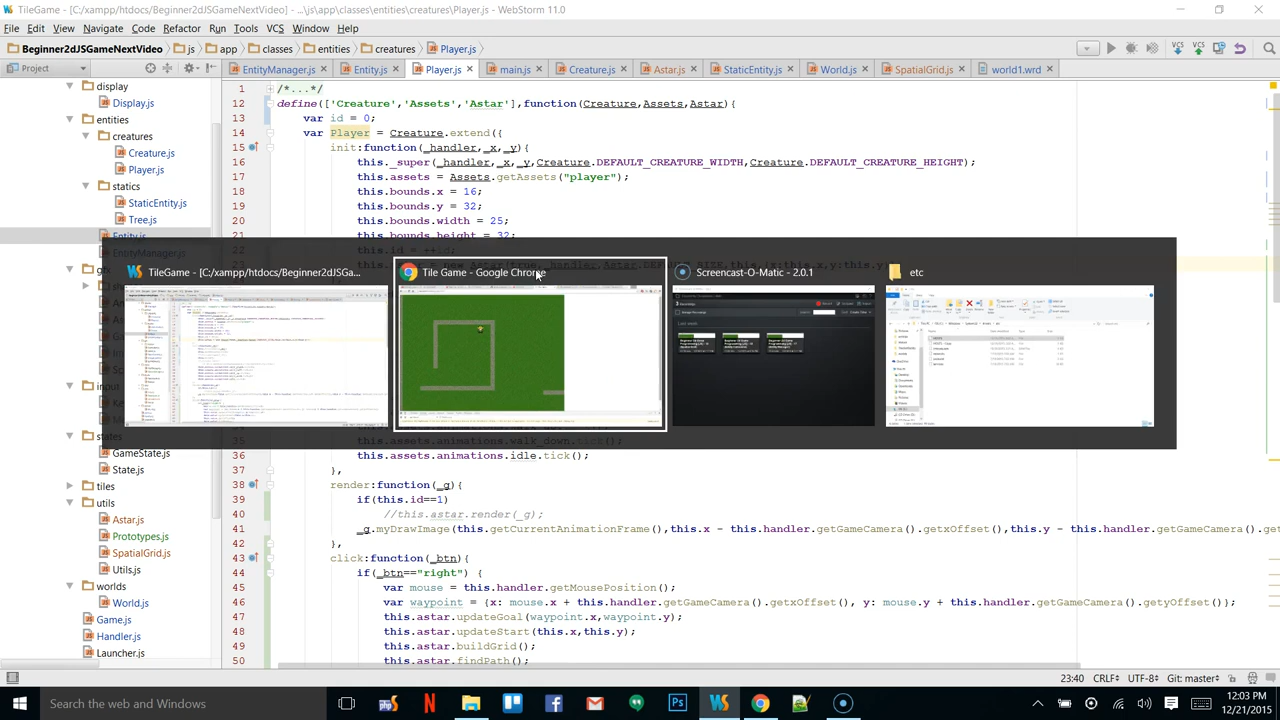 TileGame - [C:/xampp/htdocs/Beginner2dJSGameNextVideo] - ...\js\app\classes\entities\creatures\Player.js - WebStorm 11.0
File Edit View Navigate Code Refactor Run Tools VCS Window Help
Beginner2dJSGameNextVideo js app classes entities creatures Player.js
Project
EntityManager.js Entity.js Player.js main.js Creature.js Astar.js StaticEntity.js World.js SpatialGrid.js world1.wrd
display
Display.js
entities
creatures
Creature.js
Player.js
statics
StaticEntity.js
Tree.js
Entity.js
EntityManager.js
states
GameState.js
State.js
tiles
utils
Astar.js
Prototypes.js
SpatialGrid.js
Utils.js
worlds
World.js
Game.js
Handler.js
Launcher.js
1 /*...*/
12 define(['Creature','Assets','Astar'],function(Creature,Assets,Astar){
13 var id = 0;
14 var Player = Creature.extend({
15 init:function(_handler,_x,_y){
16 this._super(_handler,_x,_y,Creature.DEFAULT_CREATURE_WIDTH,Creature.DEFAULT_CREATURE_HEIGHT);
17 this.assets = Assets.getAssets("player");
18 this.bounds.x = 16;
19 this.bounds.y = 32;
20 this.bounds.width = 25;
21 this.bounds.height = 32;
22 this.id = ++id;
TileGame - [C:/xampp/htdocs/Beginner2dJSGa...
Tile Game - Google Chrome
Screencast-O-Matic - 2.0.1
etc
35 this.assets.animations.walk_down.tick();
36 this.assets.animations.idle.tick();
37 },
38 render:function(_g){
39 if(this.id==1)
40 //this.astar.render(_g);
41 _g.myDrawImage(this.getCurrentAnimationFrame(),this.x - this.handler.getGameCamera().getxOffset(),this.y - this.handler.getGameCamera().ge
42 },
43 click:function(_btn){
44 if(_btn=="right") {
45 var mouse = this.handler.getMousePosition();
46 var waypoint = {x: mouse.x + this.handler.getGameCamera().getxOffset(), y: mouse.y + this.handler.getGameCamera().getyOffset()};
47 this.astar.updateGoal(waypoint.x,waypoint.y);
48 this.astar.updateStart(this.x,this.y);
49 this.astar.buildGrid();
50 this.astar.findPath();
23:40 CRLF UTF-8 Git: master
Search the web and Windows
12:03 PM
12/21/2015